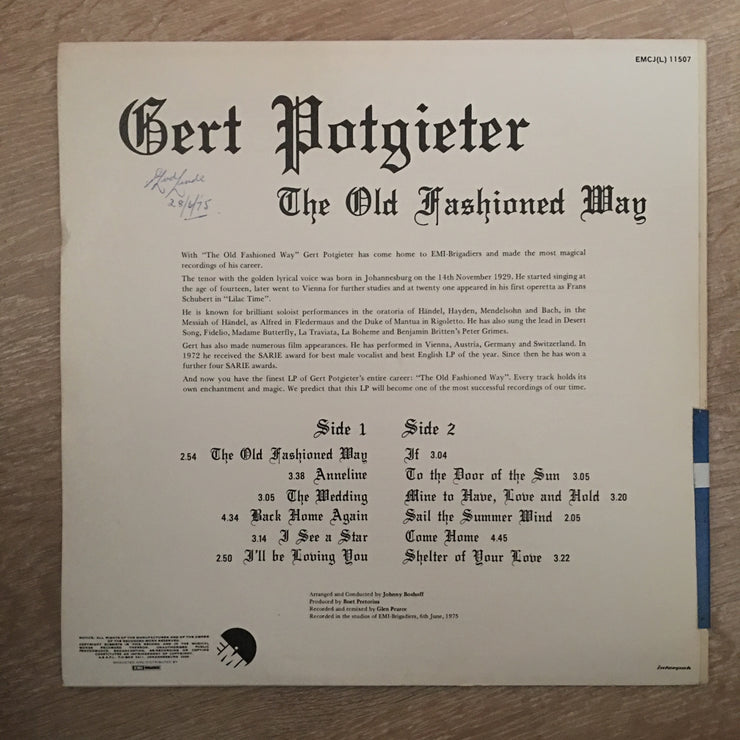 EMCJ(L) 11507
Gert Potgieter
The Old Fashioned Way
28/6/75
With "The Old Fashioned Way" Gert Potgieter has come home to EMI-Brigadiers and made the most magical
recordings of his career.
The tenor with the golden lyrical voice was born in Johannesburg on the 14th November 1929. He started singing at
the age of fourteen, later went to Vienna for further studies and at twenty one appeared in his first operetta as Frans
Schubert in "Lilac Time".
He is known for brilliant soloist performances in the oratoria of Händel, Hayden, Mendelsohn and Bach, in the
Messiah of Händel, as Alfred in Fledermaus and the Duke of Mantua in Rigoletto. He has also sung the lead in Desert
Song, Fidelio, Madame Butterfly, La Traviata, La Boheme and Benjamin Britten's Peter Grimes.
Gert has also made numerous film appearances. He has performed in Vienna, Austria, Germany and Switzerland. In
1972 he received the SARIE award for best male vocalist and best English LP of the year. Since then he has won a
further four SARIE awards.
And now you have the finest LP of Gert Potgieter's entire career: "The Old Fashioned Way". Every track holds its
own enchantment and magic. We predict that this LP will become one of the most successful recordings of our time.
Side 1
2.54 The Old Fashioned Way
3.38 Anneline
3.05 The Wedding
4.34 Back Home Again
3.14 I See a Star
2.50 I'll be Loving You
Side 2
If 3.04
To the Door of the Sun 3.05
Mine to Have, Love and Hold 3.20
Sail the Summer Wind 2.05
Come Home 4.45
Shelter of Your Love 3.22
Arranged and Conducted by Johnny Boshoff
Produced by Boet Pretorius
Recorded and remixed by Glen Pearce
Recorded in the studios of EMI-Brigadiers, 6th June, 1975
EMI
interpak